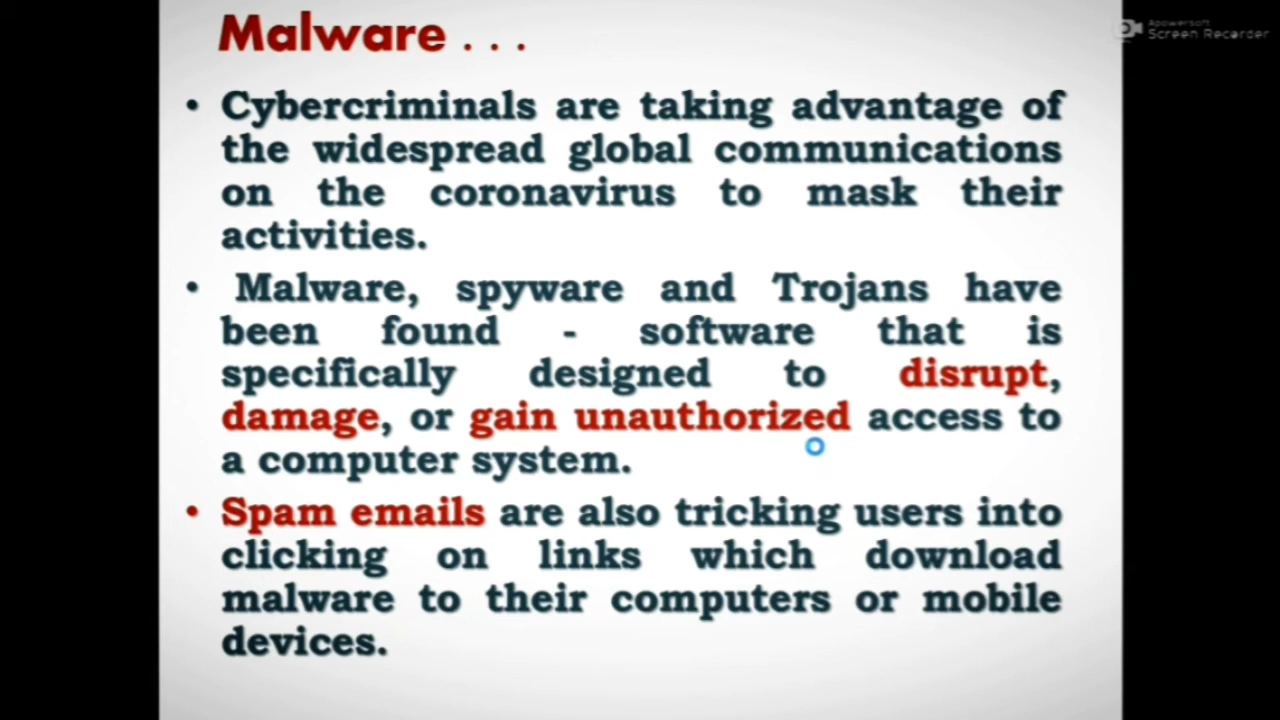 Malware . . .
Apowersoft
Screen Recorder
• Cybercriminals are taking advantage of
the widespread global communications
on the coronavirus to mask their
activities.
• Malware, spyware and Trojans have
been found - software that is
specifically designed to disrupt,
damage, or gain unauthorized access to
a computer system.
• Spam emails are also tricking users into
clicking on links which download
malware to their computers or mobile
devices.